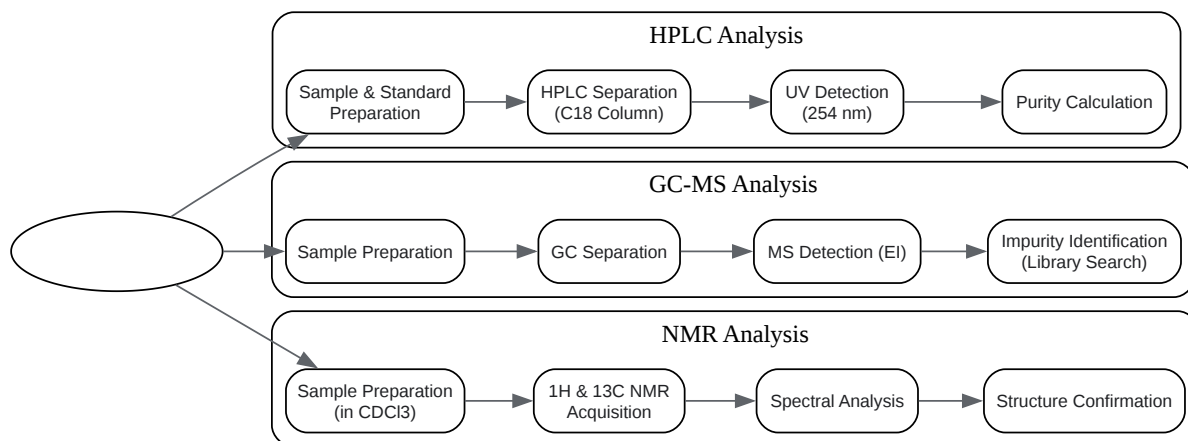 HPLC Analysis
Sample & Standard
Preparation
HPLC Separation
(C18 Column)
UV Detection
(254 nm)
Purity Calculation
GC-MS Analysis
Sample Preparation
GC Separation
MS Detection (EI)
Impurity Identification
(Library Search)
NMR Analysis
Sample Preparation
(in CDCl3)
1H & 13C NMR
Acquisition
Spectral Analysis
Structure Confirmation